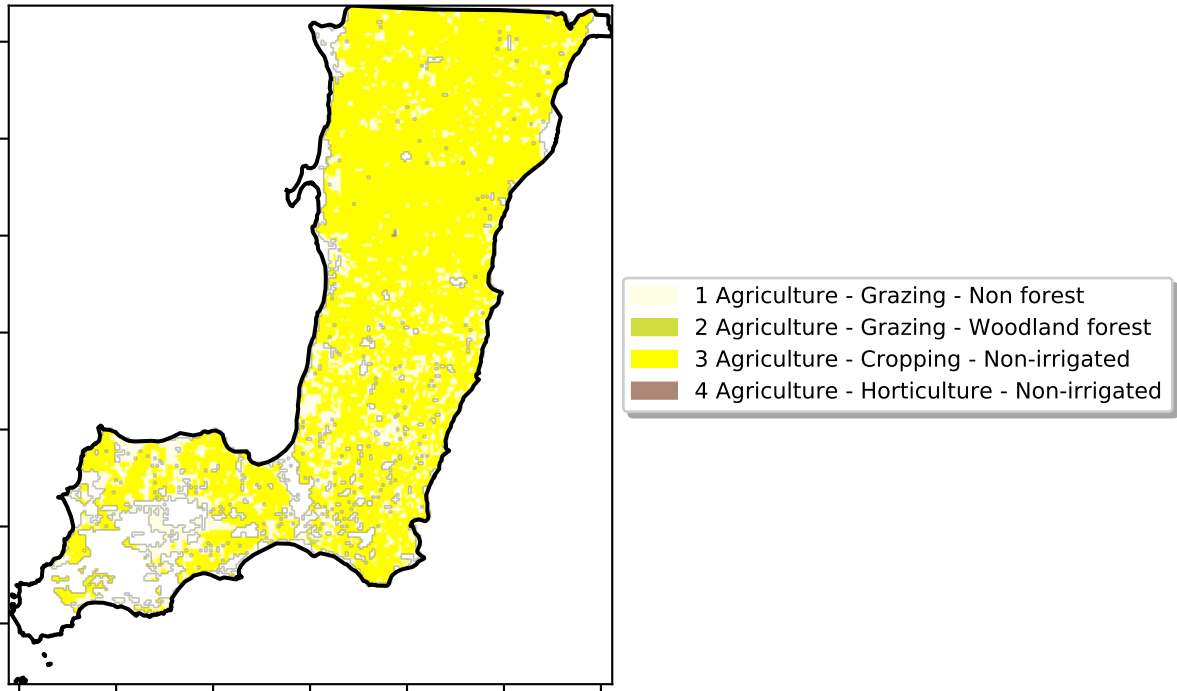 1 Agriculture - Grazing - Non forest
2 Agriculture - Grazing - Woodland forest
3 Agriculture - Cropping - Non-irrigated
4 Agriculture - Horticulture - Non-irrigated